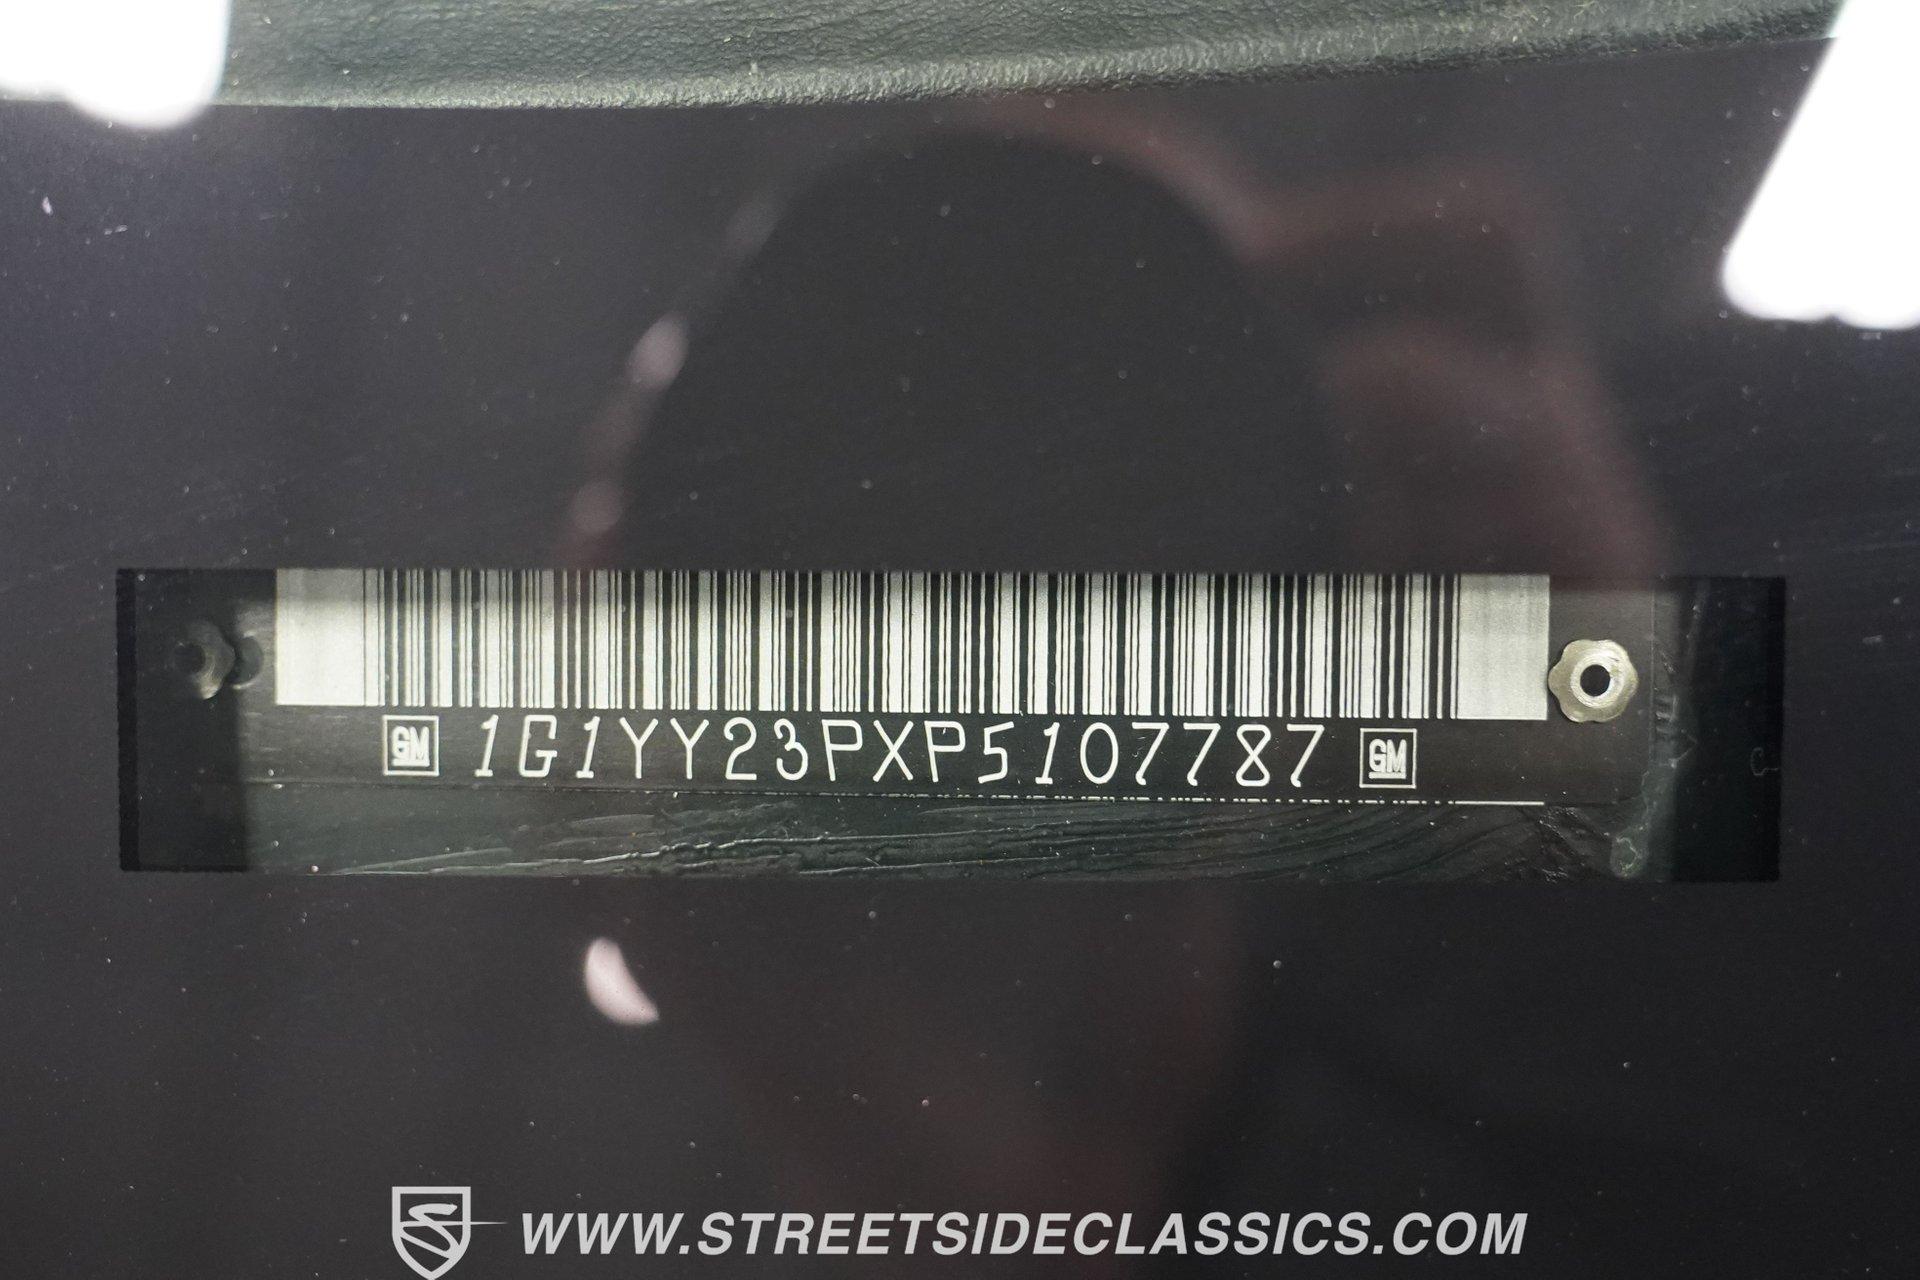 GM 1G1YY23PXP5107787 GM
WWW.STREETSIDECLASSICS.COM